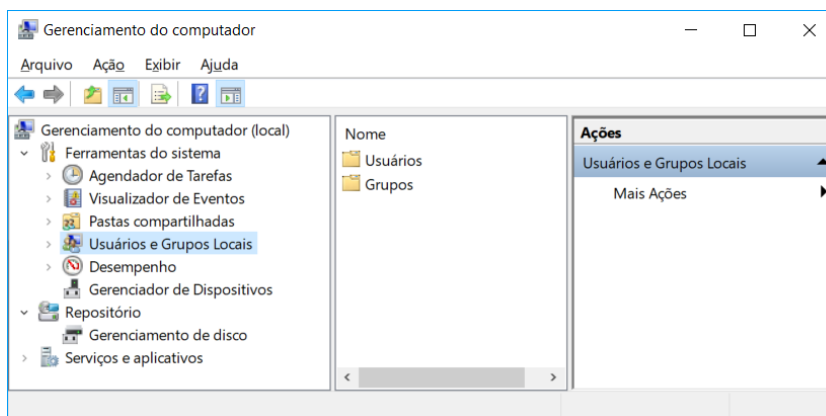 Gerenciamento do computador
Arquivo Ação Exibir Ajuda
Gerenciamento do computador (local)
Ferramentas do sistema
Agendador de Tarefas
Visualizador de Eventos
Pastas compartilhadas
Usuários e Grupos Locais
Desempenho
Gerenciador de Dispositivos
Repositório
Gerenciamento de disco
Serviços e aplicativos
Nome
Usuários
Grupos
Ações
Usuários e Grupos Locais
Mais Ações